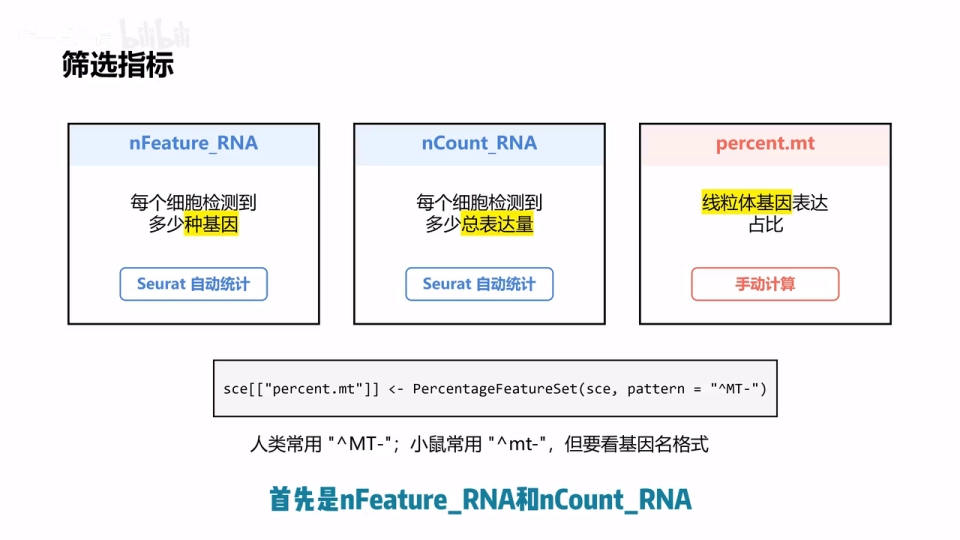 bilibili
筛选指标
nFeature_RNA
每个细胞检测到
多少种基因
Seurat 自动统计
nCount_RNA
每个细胞检测到
多少总表达量
Seurat 自动统计
percent.mt
线粒体基因表达
占比
手动计算
sce[["percent.mt"]] <- PercentageFeatureSet(sce, pattern = "^MT-")
人类常用 "^MT-"；小鼠常用 "^mt-"，但要看基因名格式
首先是nFeature_RNA和nCount_RNA